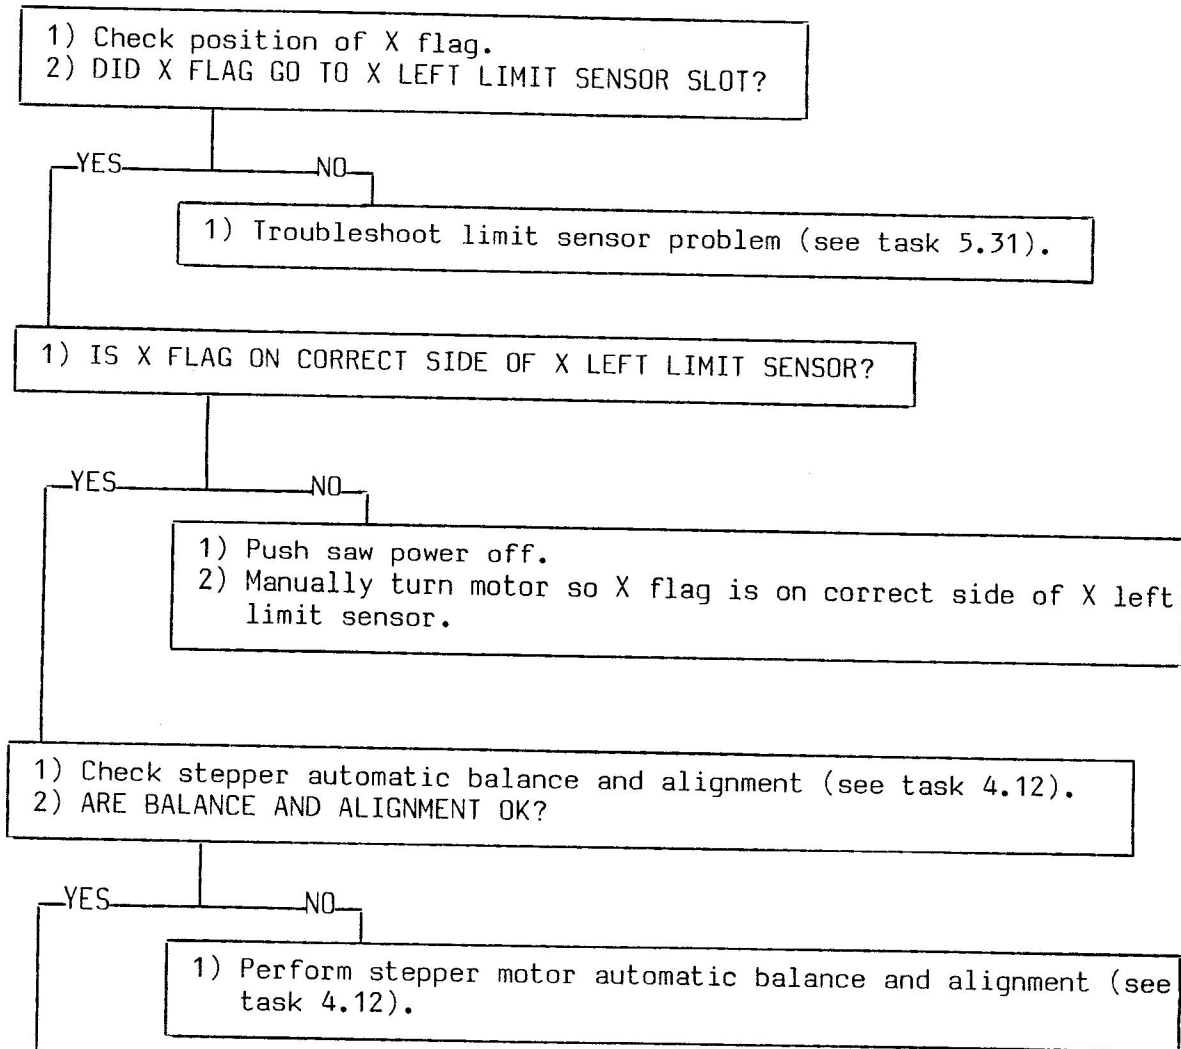 1) Check position of X flag.
2) DID X FLAG GO TO X LEFT LIMIT SENSOR SLOT?
YES NO
1) Troubleshoot limit sensor problem (see task 5.31).
1) IS X FLAG ON CORRECT SIDE OF X LEFT LIMIT SENSOR?
YES NO
1) Push saw power off.
2) Manually turn motor so X flag is on correct side of X left
limit sensor.
1) Check stepper automatic balance and alignment (see task 4.12).
2) ARE BALANCE AND ALIGNMENT OK?
YES NO
1) Perform stepper motor automatic balance and alignment (see
task 4.12).